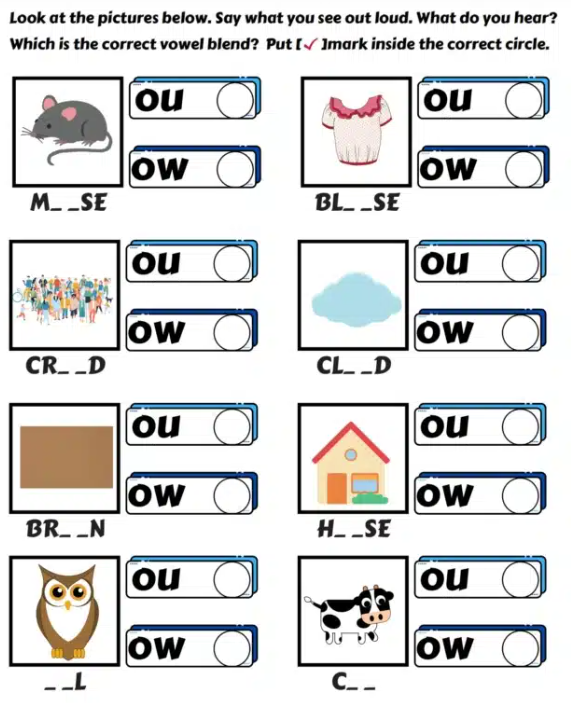 Look at the pictures below. Say what you see out loud. What do you hear?
Which is the correct vowel blend? Put [✓]mark inside the correct circle.
OU
OW
M_ _SE
OU
OW
BL_ _SE
OU
OW
CR_ _D
OU
OW
CL_ _D
OU
OW
BR_ _N
OU
OW
H_ _SE
OU
OW
_ _L
OU
OW
C_ _